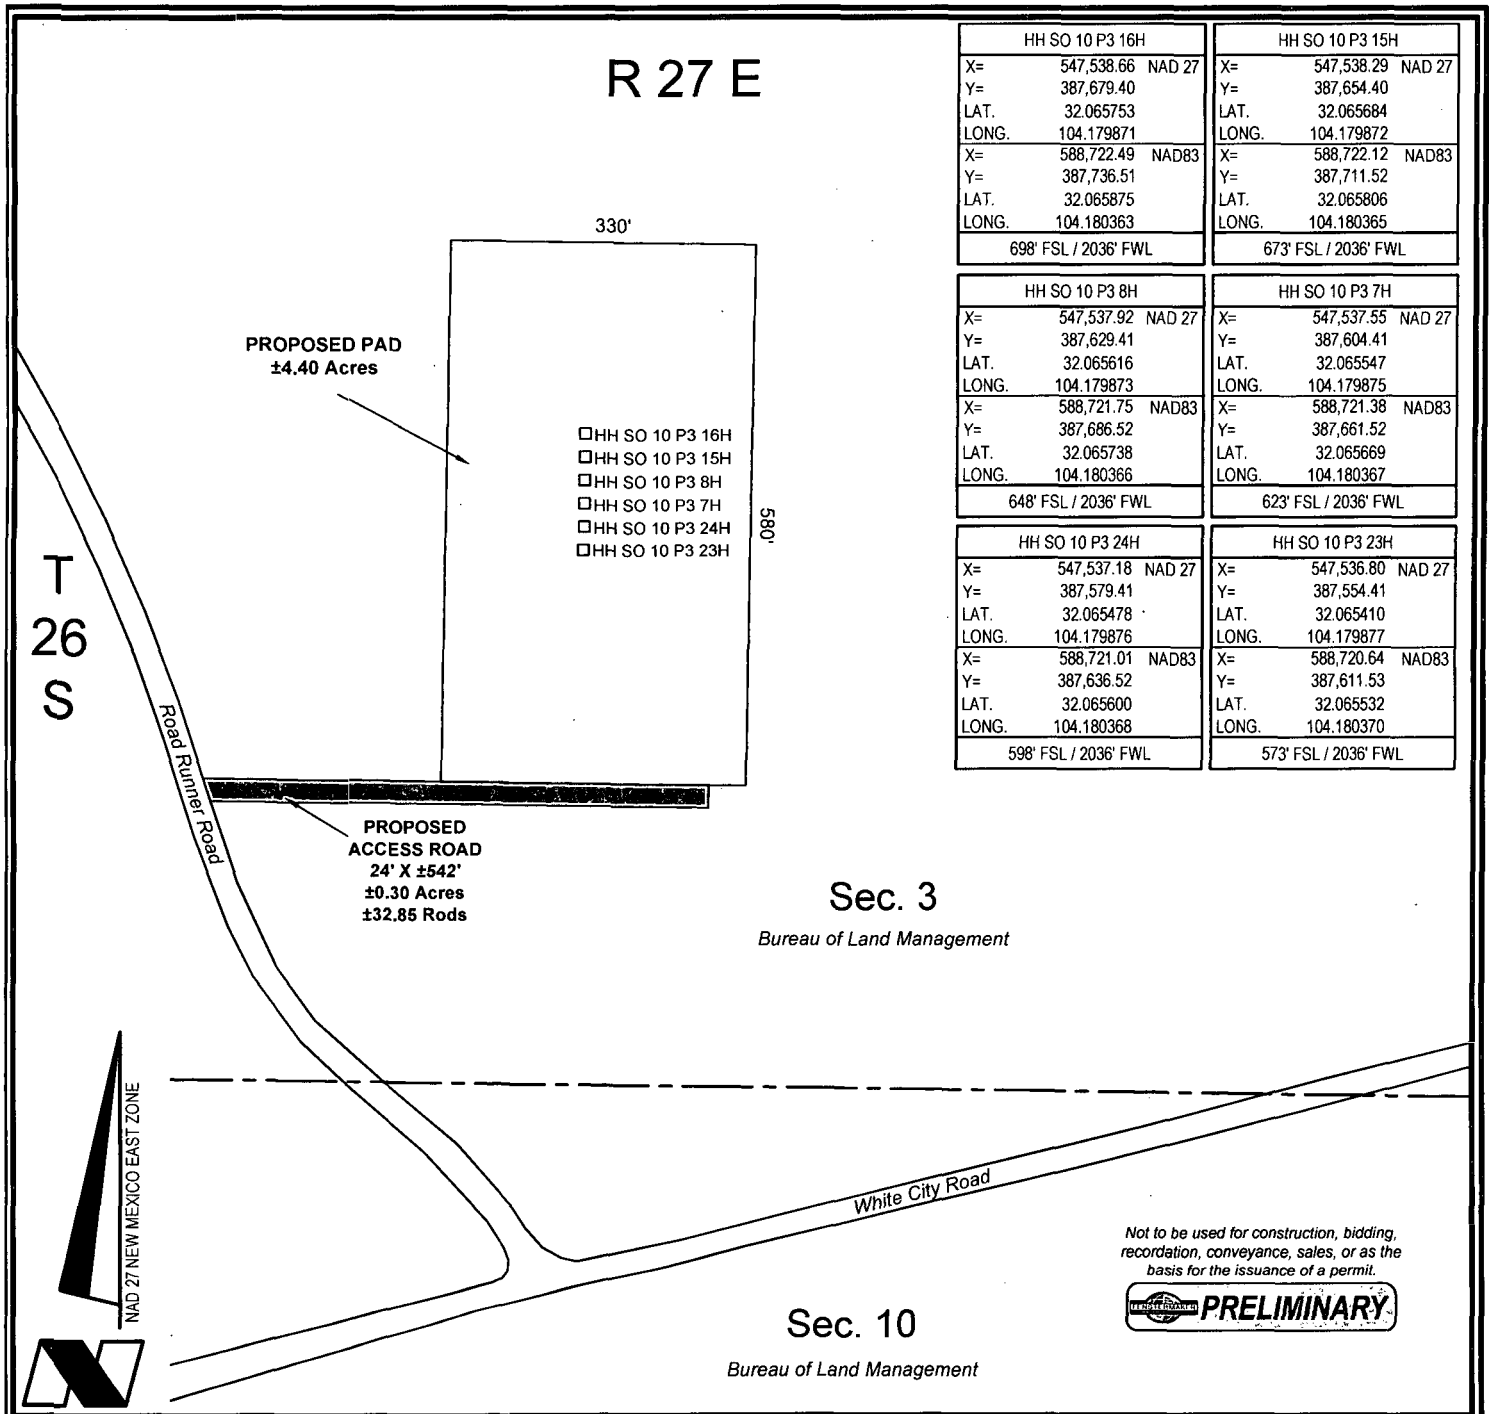 R 27 E
HH SO 10 P3 16H
X= 547,538.66 NAD 27
Y= 387,679.40
LAT. 32.065753
LONG. 104.179871
X= 588,722.49 NAD83
Y= 387,736.51
LAT. 32.065875
LONG. 104.180363
698' FSL / 2036' FWL
HH SO 10 P3 15H
X= 547,538.29 NAD 27
Y= 387,654.40
LAT. 32.065684
LONG. 104.179872
X= 588,722.12 NAD83
Y= 387,711.52
LAT. 32.065806
LONG. 104.180365
673' FSL / 2036' FWL
HH SO 10 P3 8H
X= 547,537.92 NAD 27
Y= 387,629.41
LAT. 32.065616
LONG. 104.179873
X= 588,721.75 NAD83
Y= 387,686.52
LAT. 32.065738
LONG. 104.180366
648' FSL / 2036' FWL
HH SO 10 P3 7H
X= 547,537.55 NAD 27
Y= 387,604.41
LAT. 32.065547
LONG. 104.179875
X= 588,721.38 NAD83
Y= 387,661.52
LAT. 32.065669
LONG. 104.180367
623' FSL / 2036' FWL
HH SO 10 P3 24H
X= 547,537.18 NAD 27
Y= 387,579.41
LAT. 32.065478
LONG. 104.179876
X= 588,721.01 NAD83
Y= 387,636.52
LAT. 32.065600
LONG. 104.180368
598' FSL / 2036' FWL
HH SO 10 P3 23H
X= 547,536.80 NAD 27
Y= 387,554.41
LAT. 32.065410
LONG. 104.179877
X= 588,720.64 NAD83
Y= 387,611.53
LAT. 32.065532
LONG. 104.180370
573' FSL / 2036' FWL
330'
PROPOSED PAD
±4.40 Acres
HH SO 10 P3 16H
HH SO 10 P3 15H
HH SO 10 P3 8H
HH SO 10 P3 7H
HH SO 10 P3 24H
HH SO 10 P3 23H
580'
T
26
S
Road Runner Road
PROPOSED
ACCESS ROAD
24' X ±542'
±0.30 Acres
±32.85 Rods
Sec. 3
Bureau of Land Management
NAD 27 NEW MEXICO EAST ZONE
White City Road
Not to be used for construction, bidding,
recordation, conveyance, sales, or as the
basis for the issuance of a permit.
FENSTERMAKER PRELIMINARY
Sec. 10
Bureau of Land Management
N